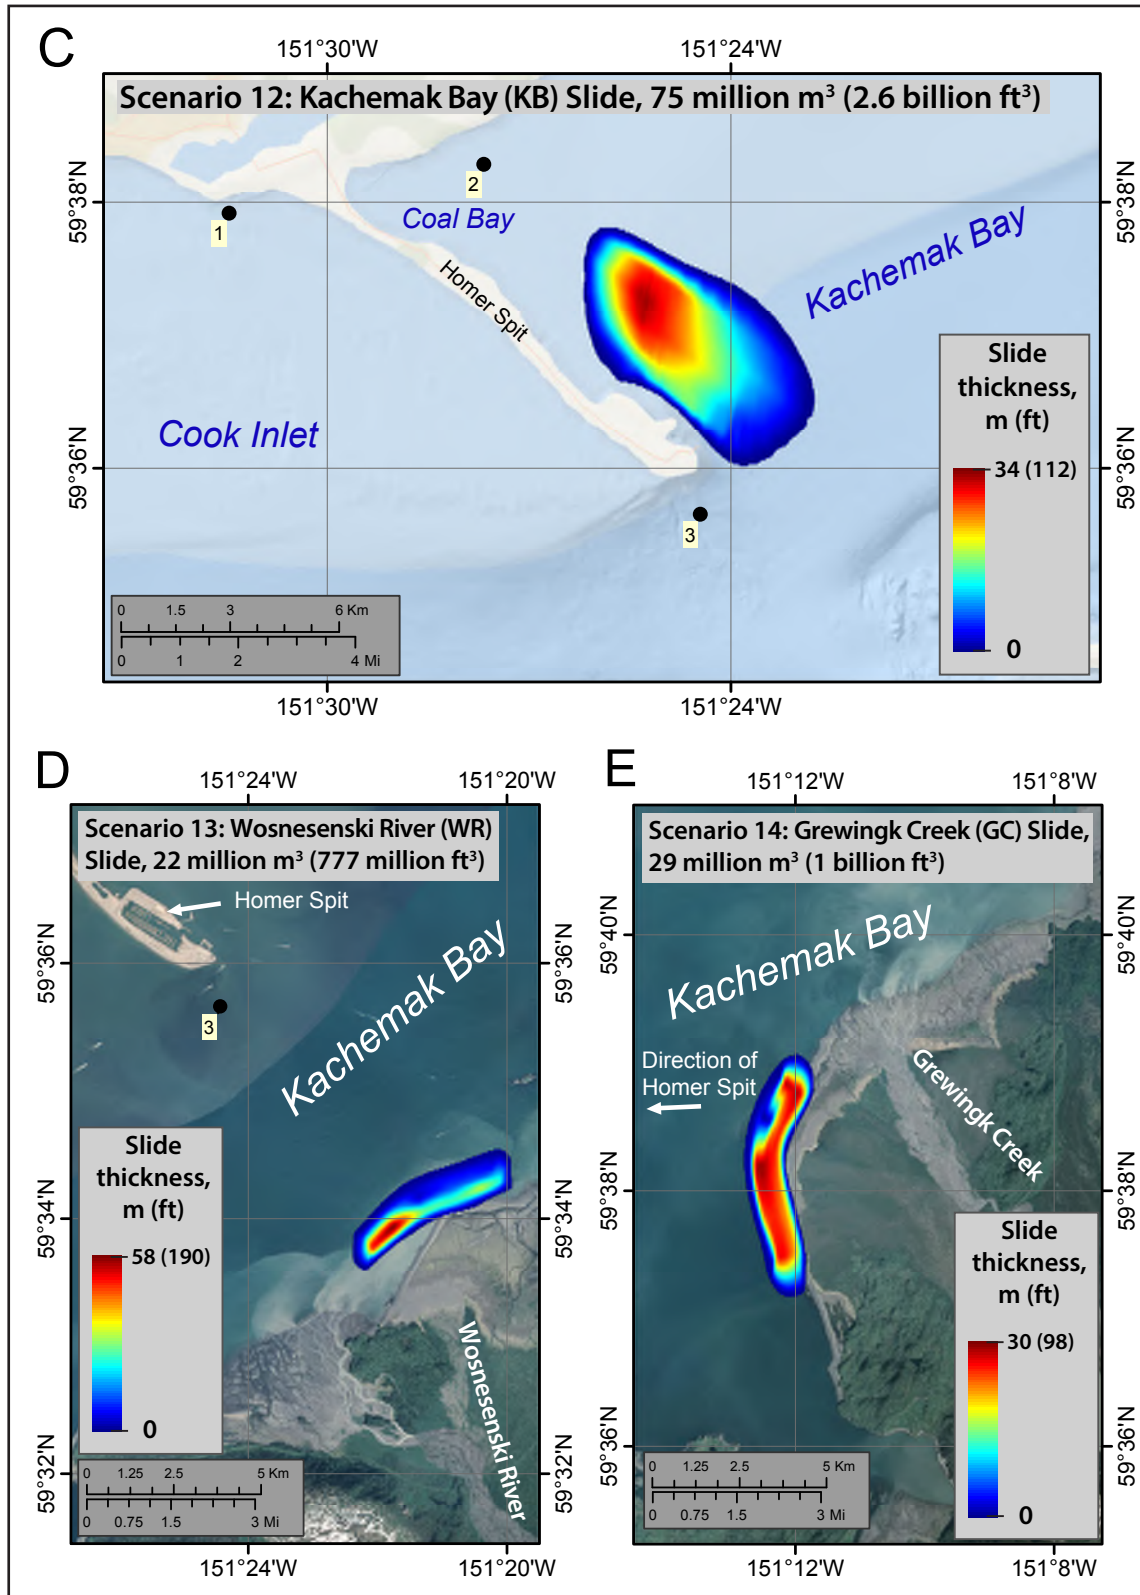 C
151°30'W 151°24'W
Scenario 12: Kachemak Bay (KB) Slide, 75 million m³ (2.6 billion ft³)
59°38'N 59°38'N
1
2
Coal Bay
Kachemak Bay
Homer Spit
Cook Inlet
59°36'N 59°36'N
3
Slide
thickness,
m (ft)
34 (112)
0
0 1.5 3 6 Km
0 1 2 4 Mi
151°30'W 151°24'W
D
151°24'W 151°20'W
Scenario 13: Wosnesenski River (WR)
Slide, 22 million m³ (777 million ft³)
Homer Spit
59°36'N 59°36'N
3
Kachemak Bay
Slide
thickness,
m (ft)
58 (190)
0
59°34'N 59°34'N
Wosnesenski River
59°32'N 59°32'N
0 1.25 2.5 5 Km
0 0.75 1.5 3 Mi
151°24'W 151°20'W
E
151°12'W 151°8'W
Scenario 14: Grewingk Creek (GC) Slide,
29 million m³ (1 billion ft³)
59°40'N 59°40'N
Kachemak Bay
Direction of
Homer Spit
Grewingk Creek
59°38'N 59°38'N
Slide
thickness,
m (ft)
30 (98)
0
59°36'N 59°36'N
0 1.25 2.5 5 Km
0 0.75 1.5 3 Mi
151°12'W 151°8'W